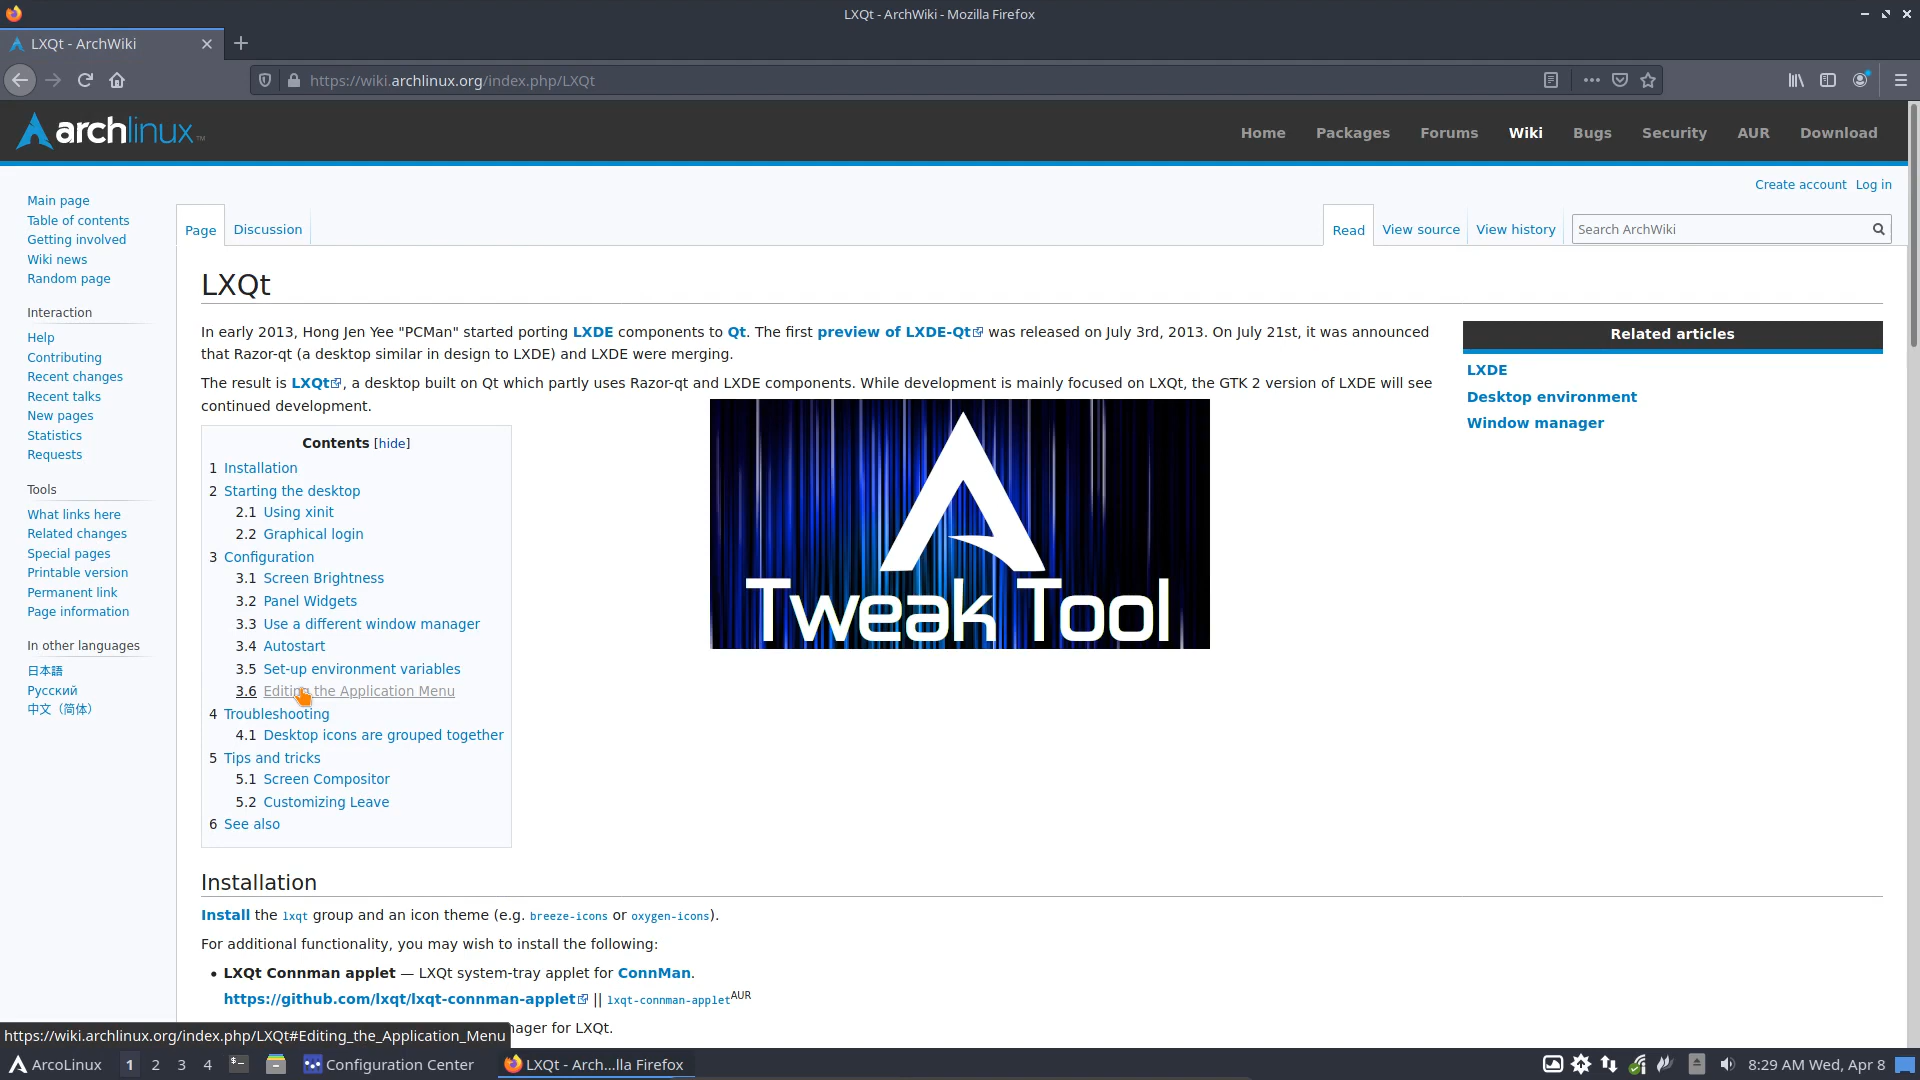 LXQt - ArchWiki - Mozilla Firefox
LXQt - ArchWiki
https://wiki.archlinux.org/index.php/LXQt
archlinux™
Home Packages Forums Wiki Bugs Security AUR Download
Create account Log in
Main page
Table of contents
Getting involved
Wiki news
Random page
Interaction
Help
Contributing
Recent changes
Recent talks
New pages
Statistics
Requests
Tools
What links here
Related changes
Special pages
Printable version
Permanent link
Page information
In other languages
日本語
Русский
中文（简体）
Page Discussion
Read View source View history Search ArchWiki
LXQt
In early 2013, Hong Jen Yee "PCMan" started porting LXDE components to Qt. The first preview of LXDE-Qt was released on July 3rd, 2013. On July 21st, it was announced
that Razor-qt (a desktop similar in design to LXDE) and LXDE were merging.
The result is LXQt, a desktop built on Qt which partly uses Razor-qt and LXDE components. While development is mainly focused on LXQt, the GTK 2 version of LXDE will see
continued development.
Related articles
LXDE
Desktop environment
Window manager
Contents [hide]
1 Installation
2 Starting the desktop
2.1 Using xinit
2.2 Graphical login
3 Configuration
3.1 Screen Brightness
3.2 Panel Widgets
3.3 Use a different window manager
3.4 Autostart
3.5 Set-up environment variables
3.6 Editing the Application Menu
4 Troubleshooting
4.1 Desktop icons are grouped together
5 Tips and tricks
5.1 Screen Compositor
5.2 Customizing Leave
6 See also
Tweak Tool
Installation
Install the lxqt group and an icon theme (e.g. breeze-icons or oxygen-icons).
For additional functionality, you may wish to install the following:
• LXQt Connman applet — LXQt system-tray applet for ConnMan.
https://github.com/lxqt/lxqt-connman-applet || lxqt-connman-applet AUR
nager for LXQt.
https://wiki.archlinux.org/index.php/LXQt#Editing_the_Application_Menu
ArcoLinux 1 2 3 4 Configuration Center LXQt - Arch...lla Firefox 8:29 AM Wed, Apr 8